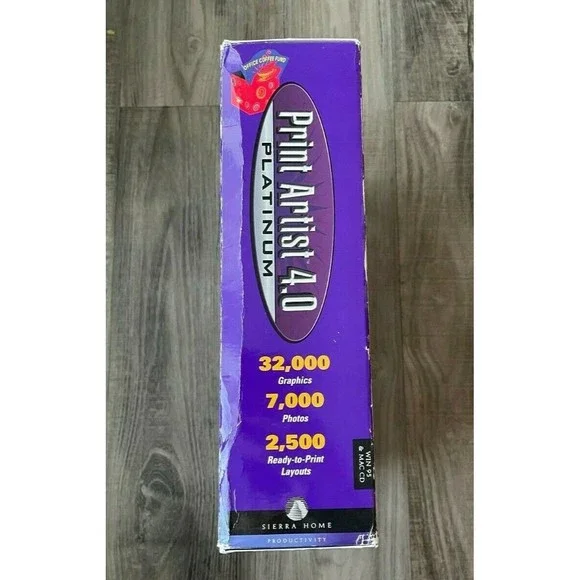 OFFICE COFFEE FUND
Print Artist 4.0
PLATINUM
32,000
Graphics
7,000
Photos
2,500
Ready-to-Print
Layouts
WIN 95
& MAC CD
SIERRA HOME
PRODUCTIVITY